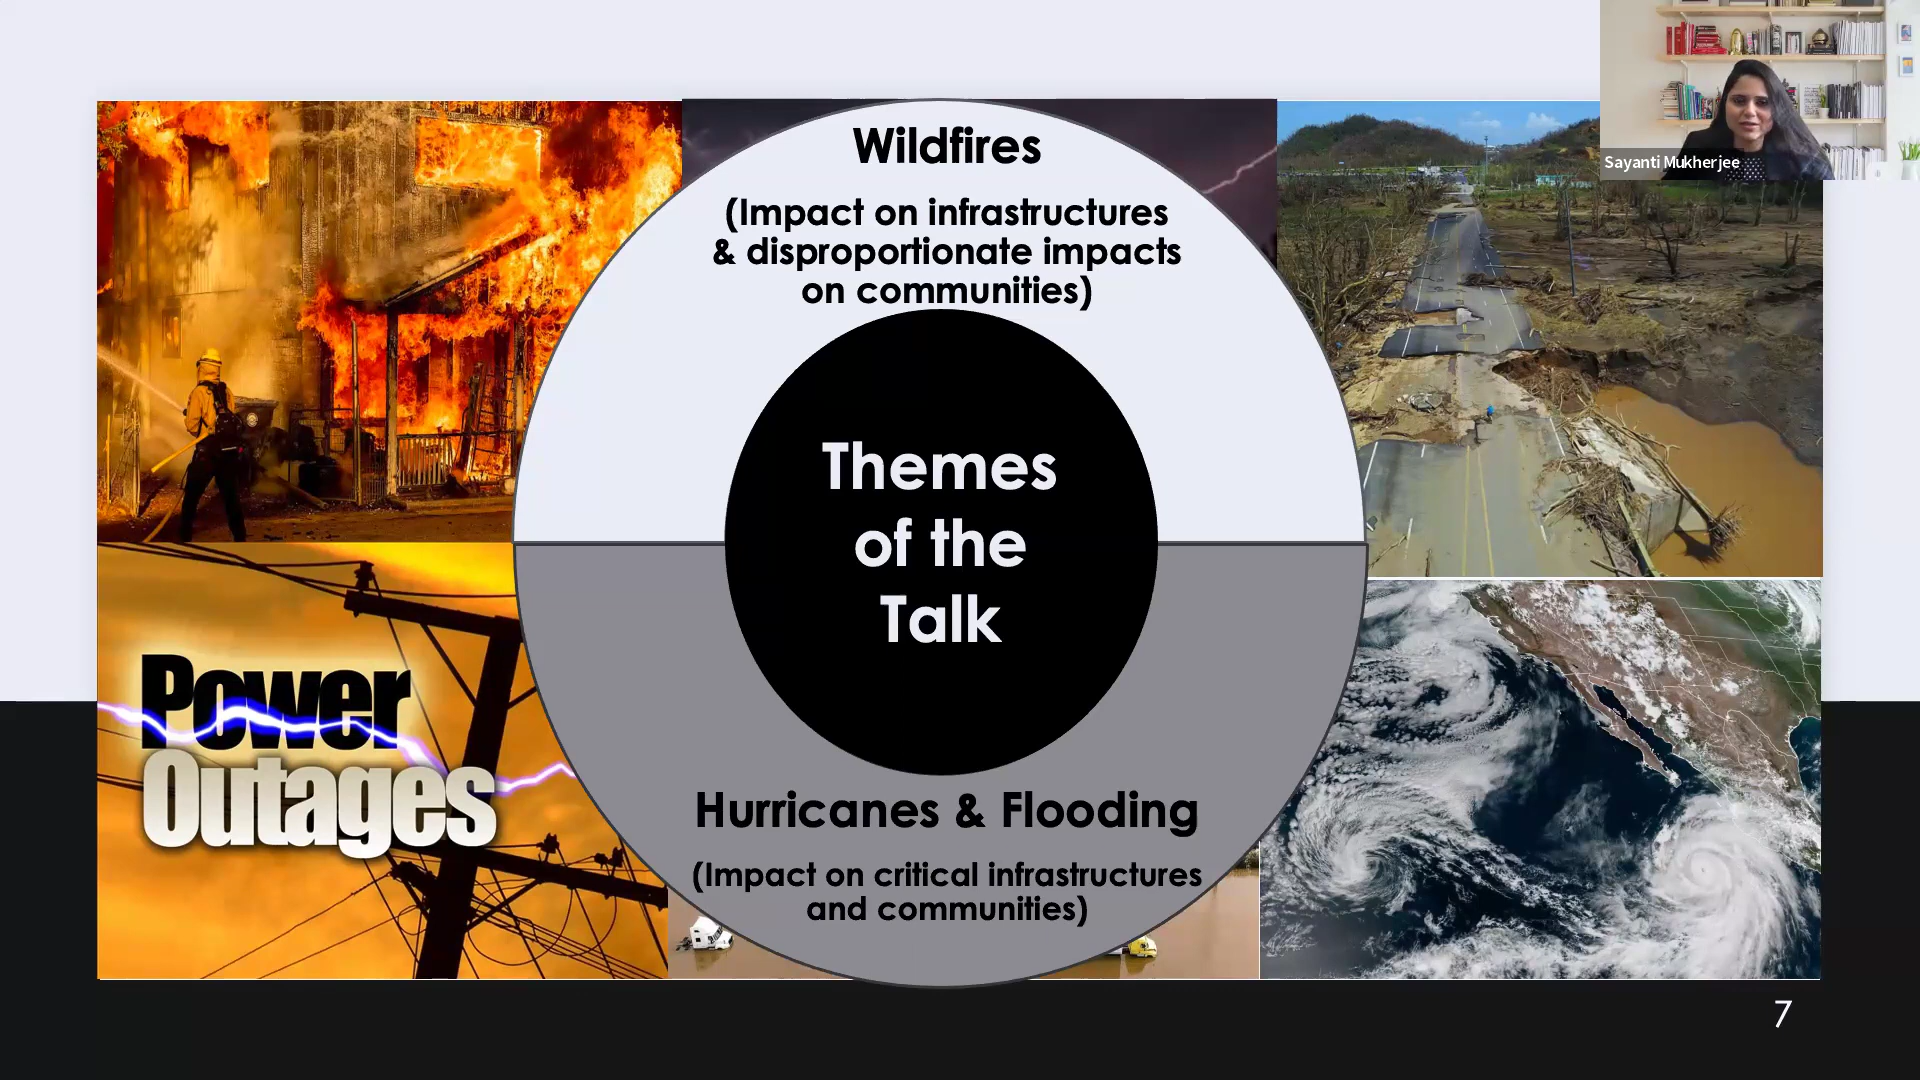 Wildfires
(Impact on infrastructures
& disproportionate impacts
on communities)
Sayanti Mukherjee
Themes
of the
Talk
Power
Outages
Hurricanes & Flooding
(Impact on critical infrastructures
and communities)
7